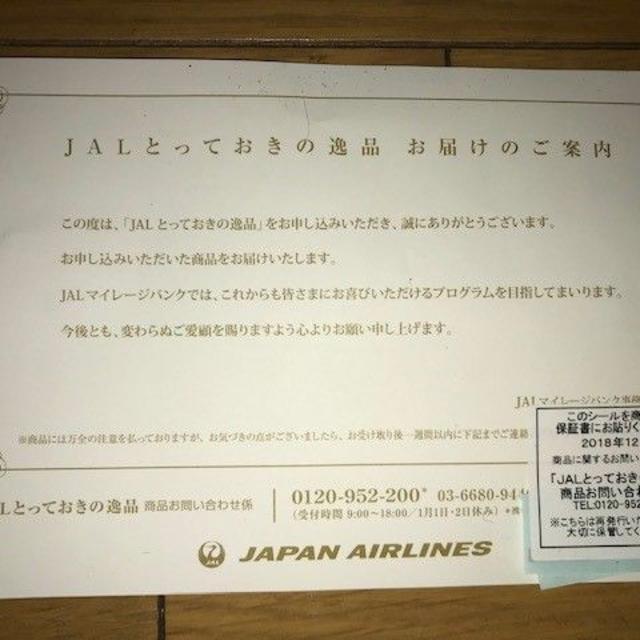 JALとっておきの逸品 お届けのご案内
この度は、「JALとっておきの逸品」をお申し込みいただき、誠にありがとうございます。
お申し込みいただいた商品をお届けいたします。
JALマイレージバンクでは、これからも皆さまにお喜びいただけるプログラムを目指してまいります。
今後とも、変わらぬご愛顧を賜りますよう心よりお願い申し上げます。
JALマイレージバンク事務
※商品には万全の注意を払っておりますが、お気づきの点がございましたら、お受け取り後一週間以内に下記までご連絡
Lとっておきの逸品 商品お問い合わせ係
0120-952-200* 03-6680-94
(受付時間 9:00〜18:00／1月1日・2日休み)
JAL JAPAN AIRLINES
このシールを商
保証書にお貼りく
2018年12
商品に関するお問い
「JALとっておき
商品お問い合わ
TEL:0120-952
※こちらは再発行いた
大切に保管してく